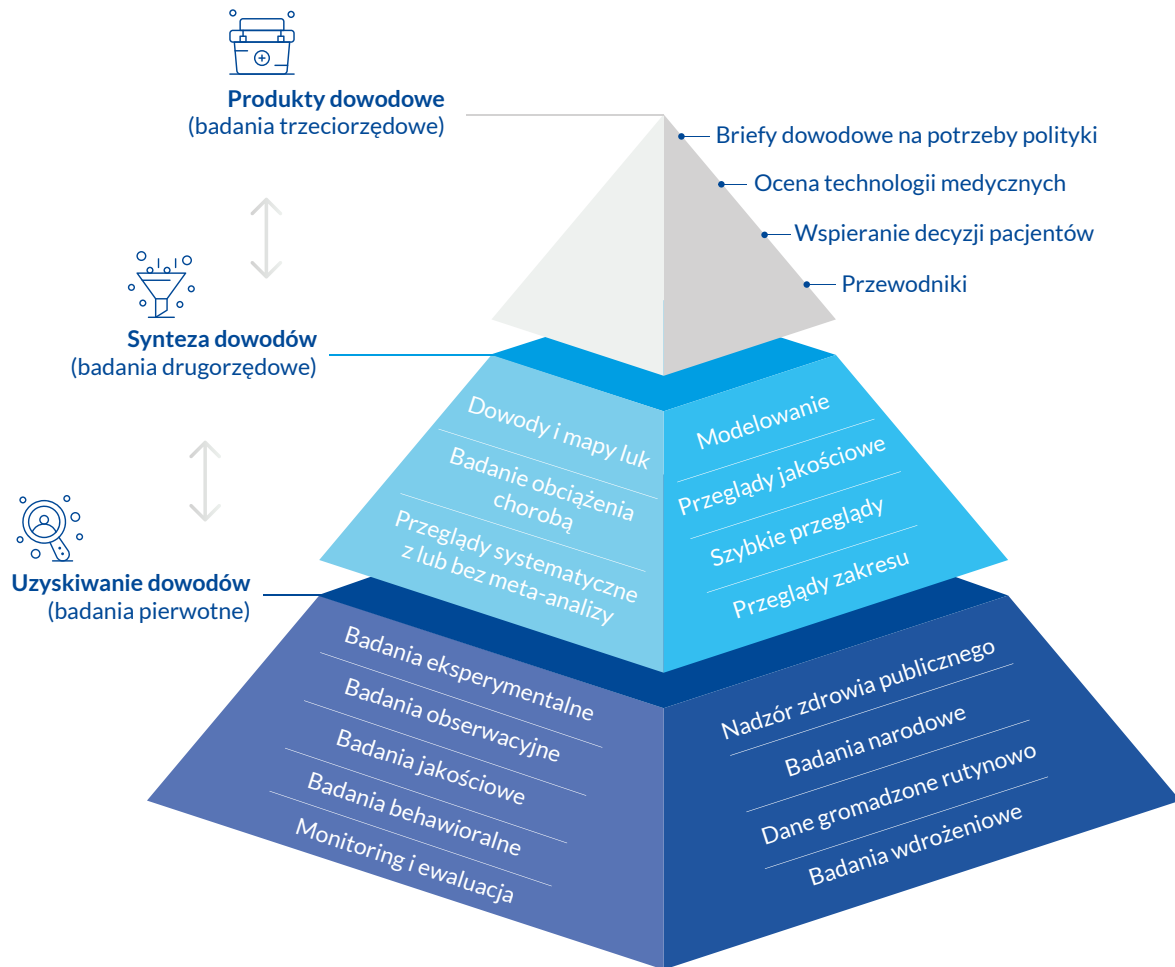 Produkty dowodowe
(badania trzeciorzędowe)
Briefy dowodowe na potrzeby polityki
Ocena technologii medycznych
Wspieranie decyzji pacjentów
Przewodniki
Synteza dowodów
(badania drugorzędowe)
Dowody i mapy luk
Badanie obciążenia
chorobą
Przeglądy systematyczne
z lub bez meta-analizy
Modelowanie
Przeglądy jakościowe
Szybkie przeglądy
Przeglądy zakresu
Uzyskiwanie dowodów
(badania pierwotne)
Badania eksperymentalne
Badania obserwacyjne
Badania jakościowe
Badania behawioralne
Monitoring i ewaluacja
Nadzór zdrowia publicznego
Badania narodowe
Dane gromadzone rutynowo
Badania wdrożeniowe